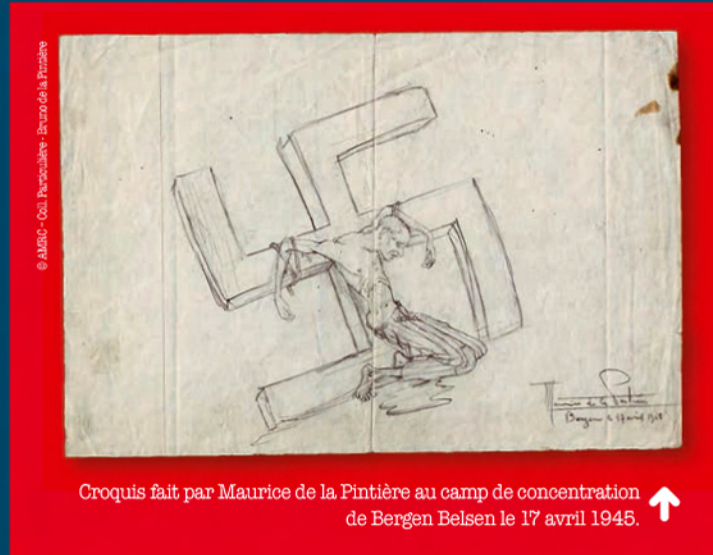 © AMRC - Coll. Particulière - Bruno de la Pintière
Maurice de la Pintière
Bergen le 17 avril 1945
Croquis fait par Maurice de la Pintière au camp de concentration
de Bergen Belsen le 17 avril 1945.